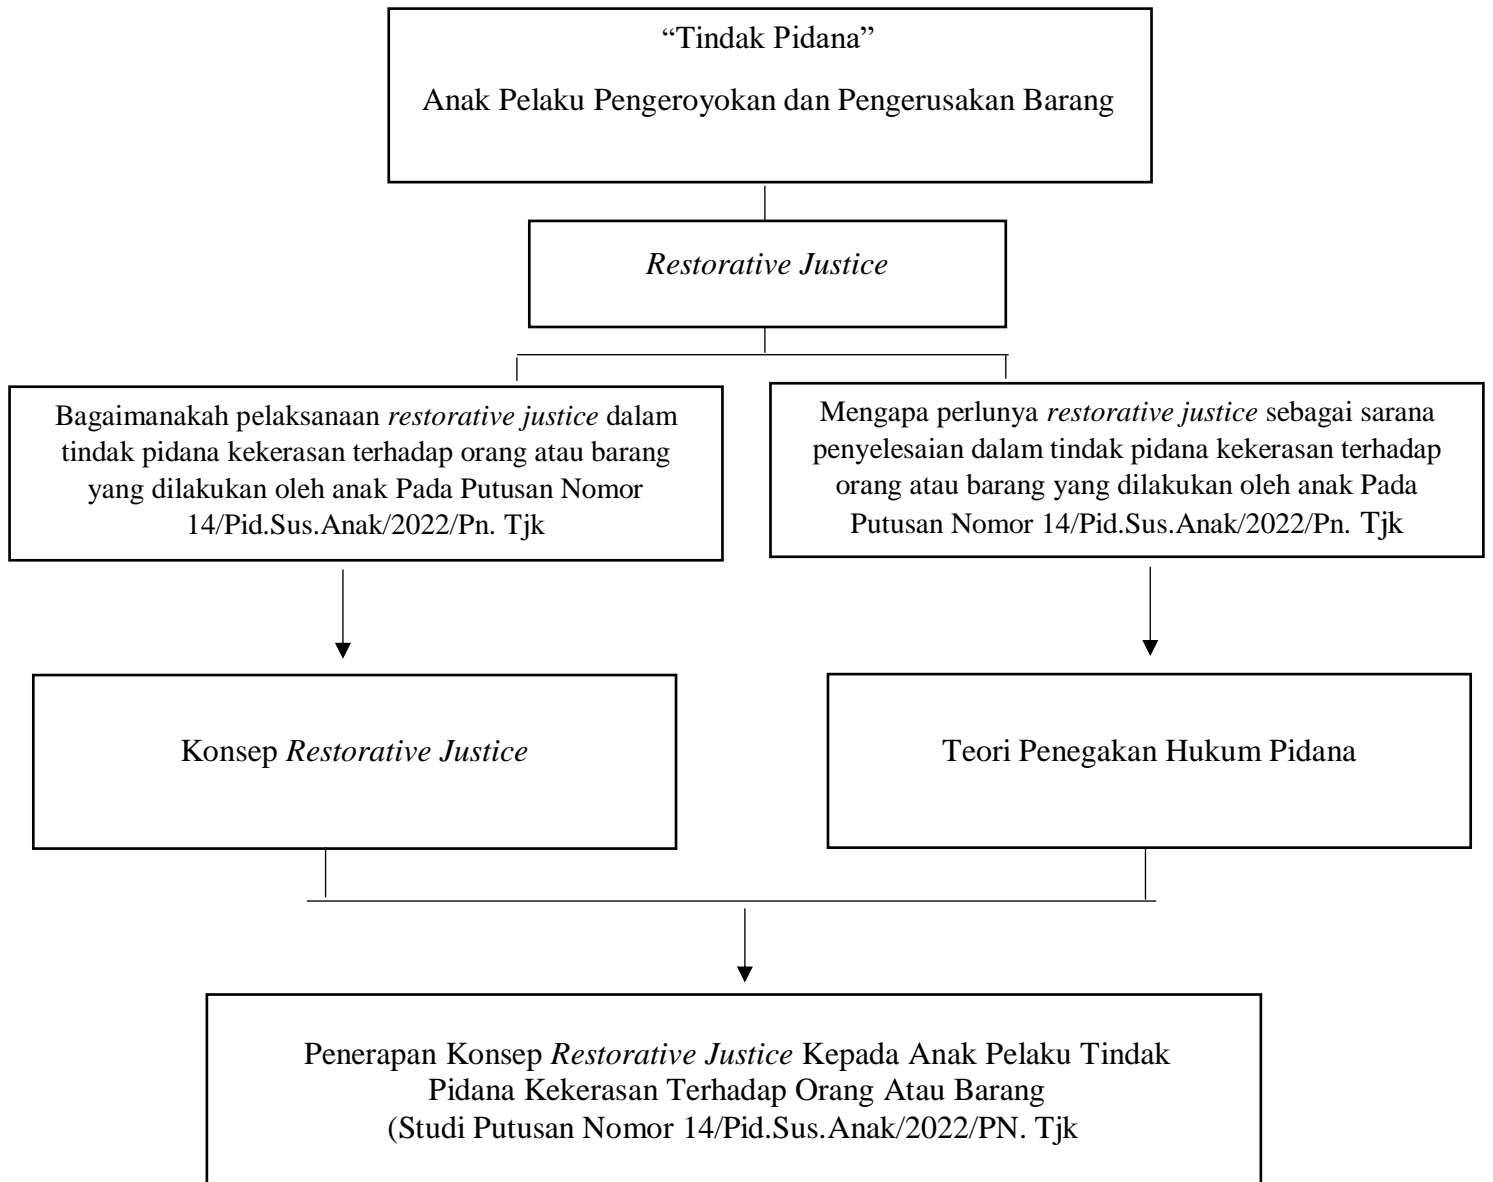 “Tindak Pidana”
Anak Pelaku Pengeroyokan dan Pengerusakan Barang
Restorative Justice
Bagaimanakah pelaksanaan restorative justice dalam
tindak pidana kekerasan terhadap orang atau barang
yang dilakukan oleh anak Pada Putusan Nomor
14/Pid.Sus.Anak/2022/Pn. Tjk
Mengapa perlunya restorative justice sebagai sarana
penyelesaian dalam tindak pidana kekerasan terhadap
orang atau barang yang dilakukan oleh anak Pada
Putusan Nomor 14/Pid.Sus.Anak/2022/Pn. Tjk
Konsep Restorative Justice
Teori Penegakan Hukum Pidana
Penerapan Konsep Restorative Justice Kepada Anak Pelaku Tindak
Pidana Kekerasan Terhadap Orang Atau Barang
(Studi Putusan Nomor 14/Pid.Sus.Anak/2022/PN. Tjk